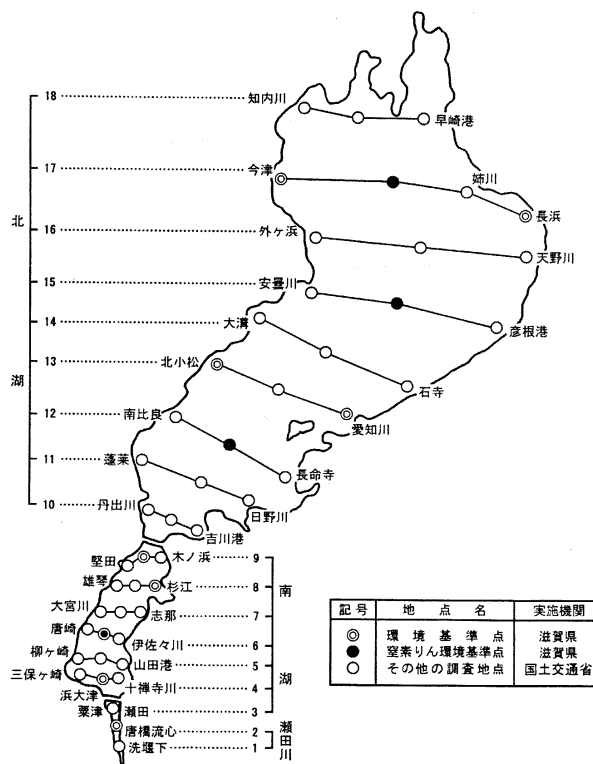 18 知内川 早崎港
17 今津 姉川 長浜
北
16 外ヶ浜 天野川
15 安曇川 彦根港
14 大溝 石寺
湖
13 北小松 愛知川
12 南比良 長命寺
11 蓬莱 日野川
10 丹出川 吉川港
堅田 木ノ浜 9
南
雄琴 杉江 8
大宮川 志那 7
唐崎 伊佐々川 6
柳ヶ崎 山田港 5
湖
三保ヶ崎 十禅寺川 4
浜大津
粟津 瀬田 3
瀬田川
唐橋流心 2
洗堰下 1
記号 地点名 実施機関
◎ 環境基準点 滋賀県
● 窒素りん環境基準点 滋賀県
○ その他の調査地点 国土交通省